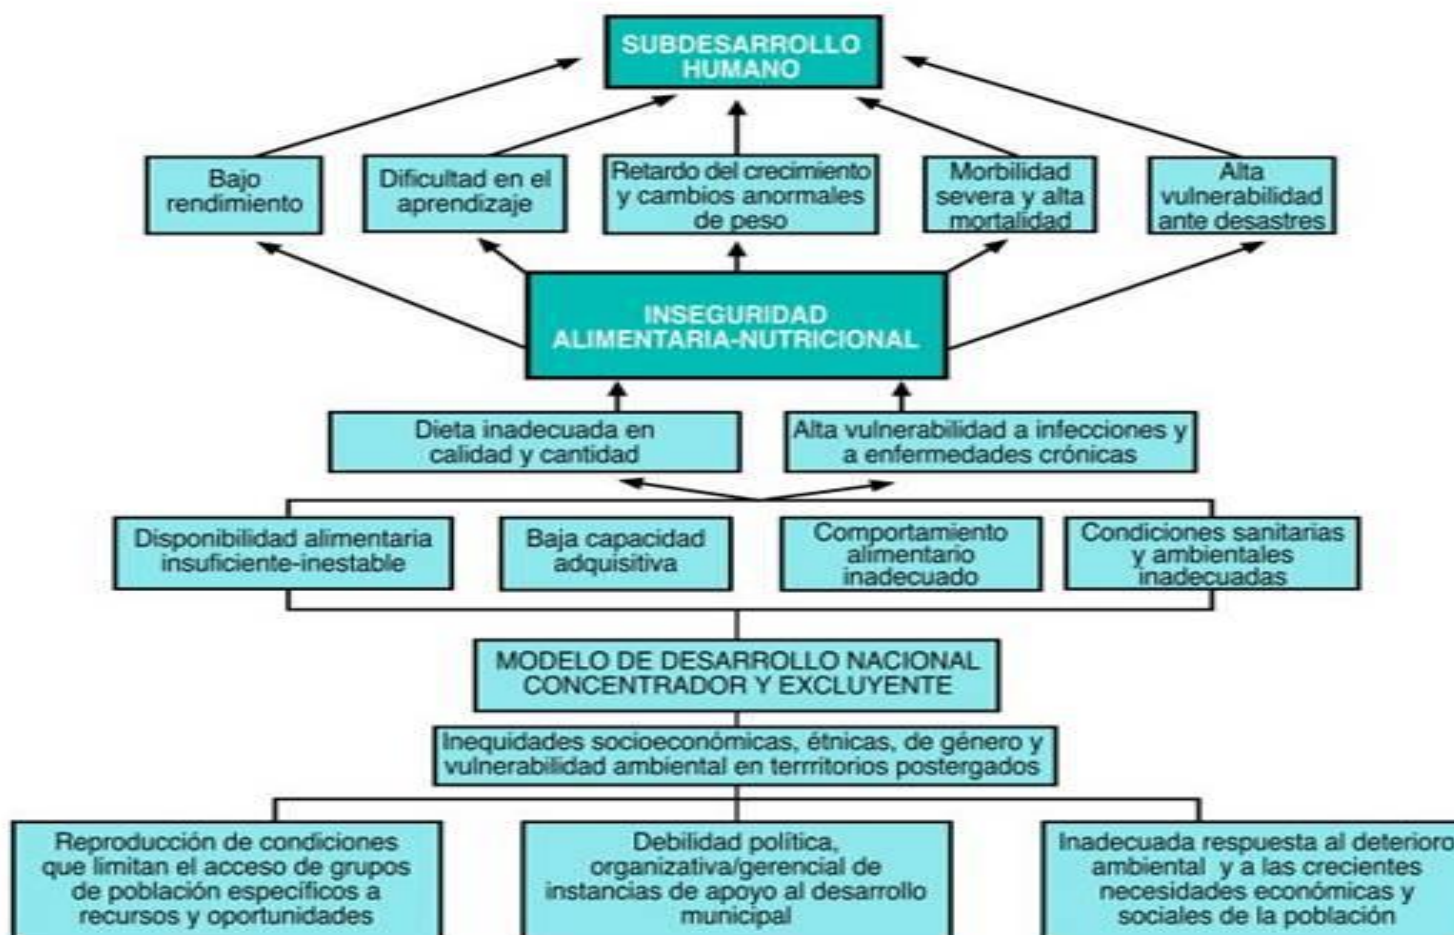 SUBDESARROLLO
HUMANO
Bajo
rendimiento
Dificultad en el
aprendizaje
Retardo del crecimiento
y cambios anormales
de peso
Morbilidad
severa y alta
mortalidad
Alta
vulnerabilidad
ante desastres
INSEGURIDAD
ALIMENTARIA-NUTRICIONAL
Dieta inadecuada en
calidad y cantidad
Alta vulnerabilidad a infecciones y
a enfermedades crónicas
Disponibilidad alimentaria
insuficiente-inestable
Baja capacidad
adquisitiva
Comportamiento
alimentario
inadecuado
Condiciones sanitarias
y ambientales
inadecuadas
MODELO DE DESARROLLO NACIONAL
CONCENTRADOR Y EXCLUYENTE
Inequidades socioeconómicas, étnicas, de género y
vulnerabilidad ambiental en terrritorios postergados
Reproducción de condiciones
que limitan el acceso de grupos
de población específicos a
recursos y oportunidades
Debilidad política,
organizativa/gerencial de
instancias de apoyo al desarrollo
municipal
Inadecuada respuesta al deterioro
ambiental y a las crecientes
necesidades económicas y
sociales de la población